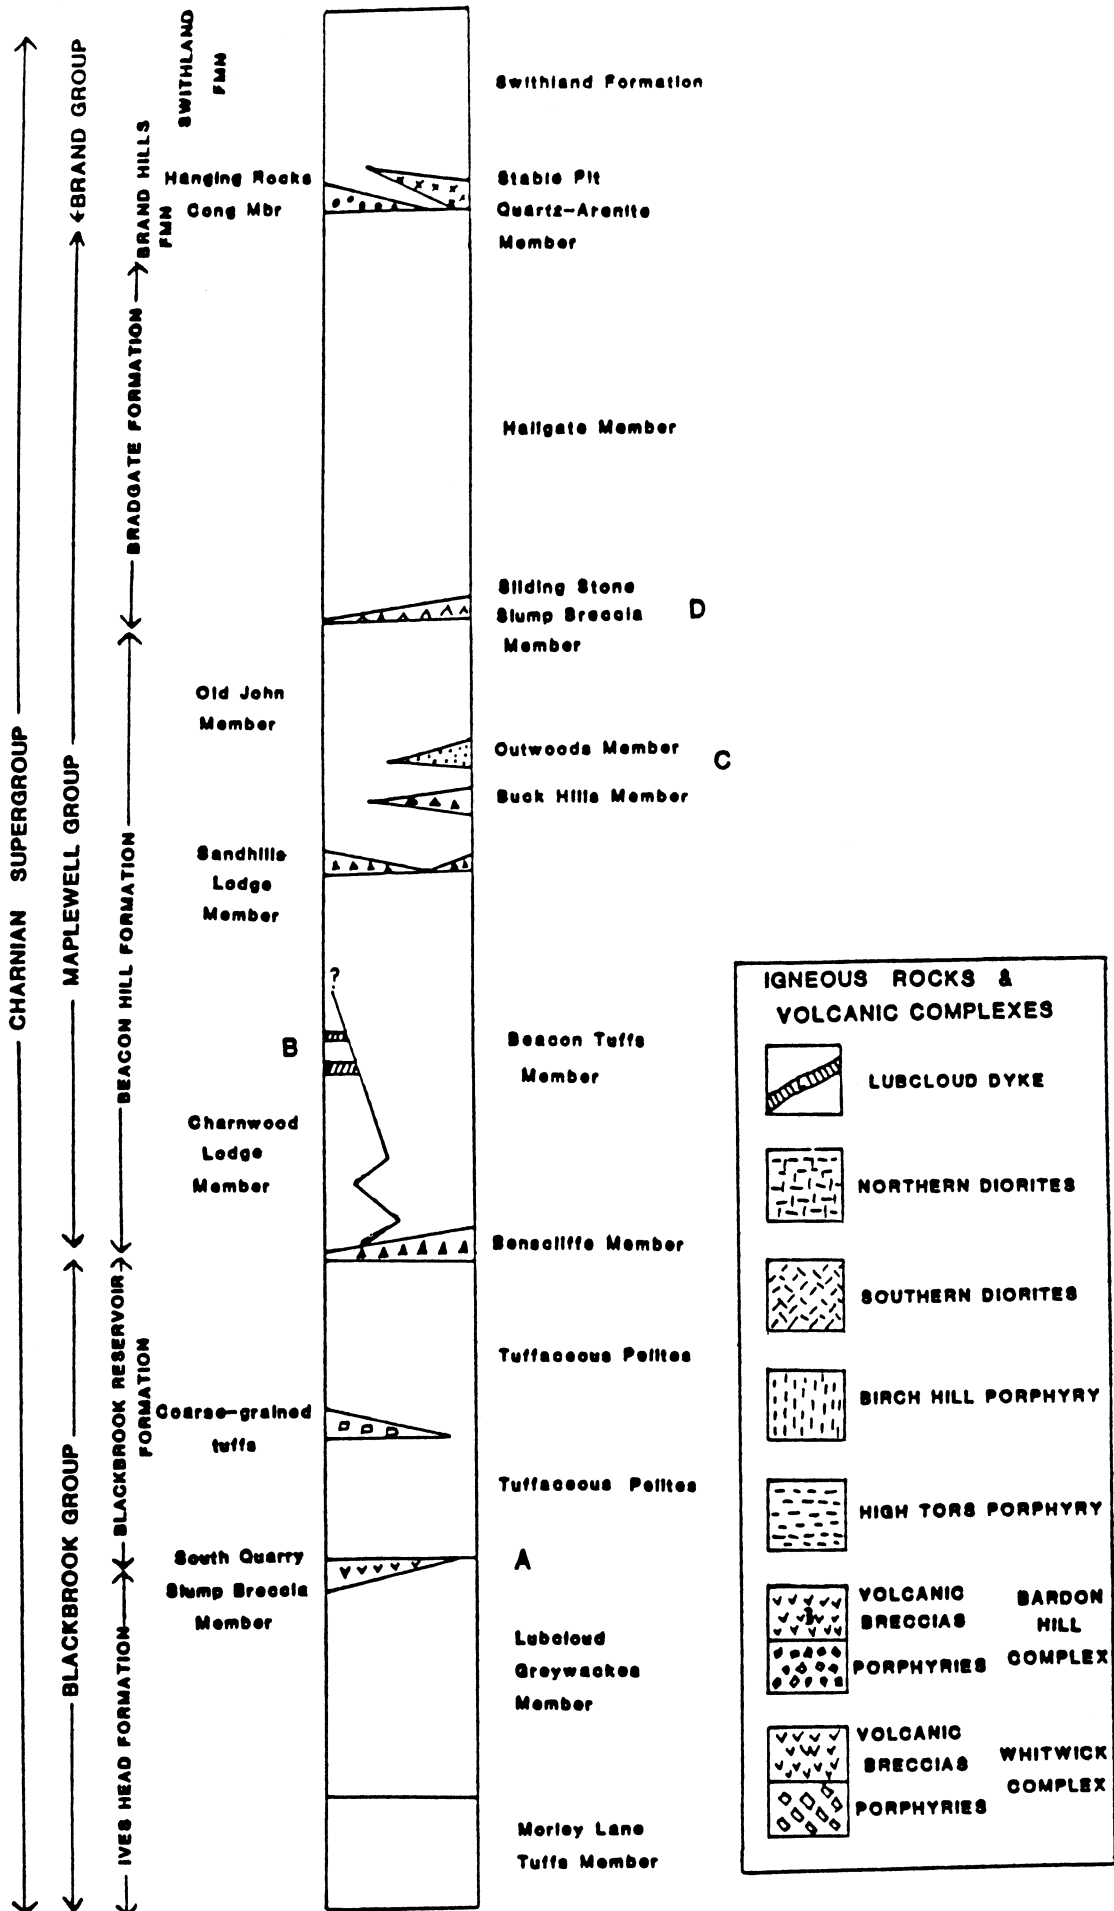 CHARNIAN SUPERGROUP
BRAND GROUP
MAPLEWELL GROUP
BLACKBROOK GROUP
SWITHLAND
FMN
BRAND HILLS
FMN
BRADGATE FORMATION
BEACON HILL FORMATION
BLACKBROOK RESERVOIR
FORMATION
IVES HEAD FORMATION
Swithland Formation
Hanging Rocks
Cong Mbr
Stable Pit
Quartz-Arenite
Member
Hallgate Member
Sliding Stone
Slump Breccia
Member
D
Old John
Member
Outwoods Member
C
Buck Hills Member
Sandhills
Lodge
Member
?
B
Beacon Tuffs
Member
Charnwood
Lodge
Member
Benscliffe Member
Tuffaceous Pelites
Coarse-grained
tuffs
Tuffaceous Pelites
South Quarry
Slump Breccia
Member
A
Lubcloud
Greywackes
Member
Morley Lane
Tuffs Member
IGNEOUS ROCKS &
VOLCANIC COMPLEXES
LUBCLOUD DYKE
NORTHERN DIORITES
SOUTHERN DIORITES
BIRCH HILL PORPHYRY
HIGH TORS PORPHYRY
VOLCANIC
BRECCIAS
PORPHYRIES
BARDON
HILL
COMPLEX
VOLCANIC
BRECCIAS
PORPHYRIES
WHITWICK
COMPLEX